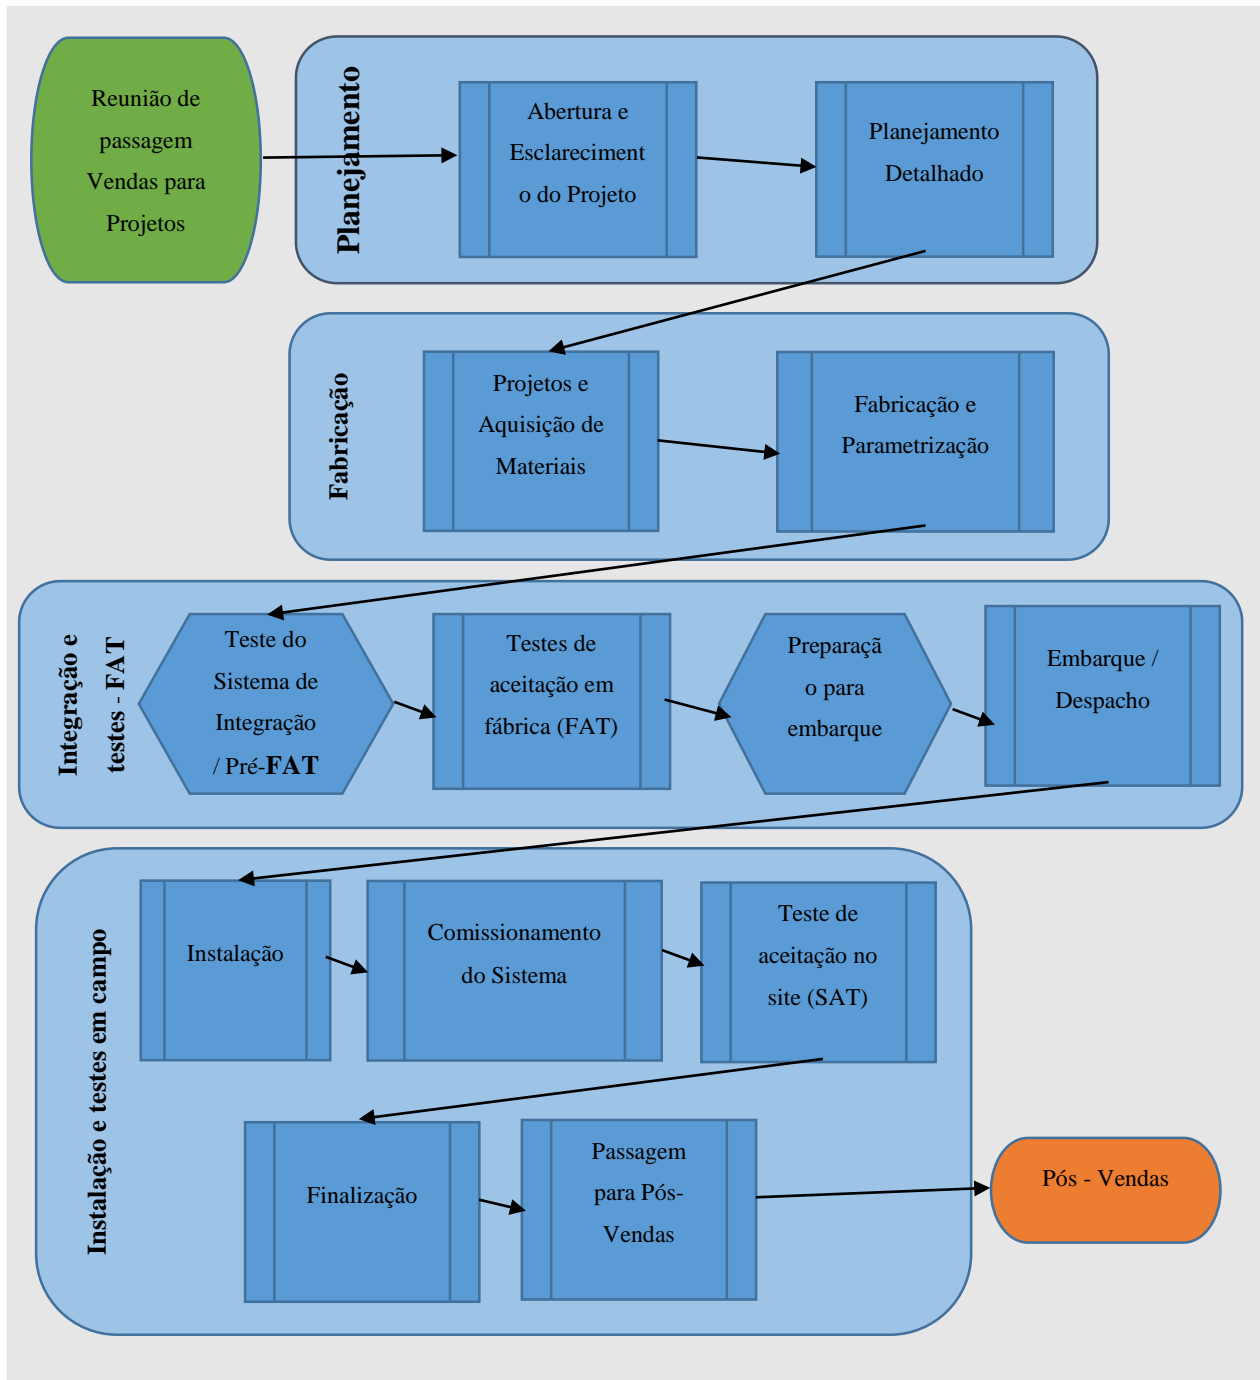 Reunião de
passagem
Vendas para
Projetos
Planejamento
Abertura e
Esclareciment
o do Projeto
Planejamento
Detalhado
Fabricação
Projetos e
Aquisição de
Materiais
Fabricação e
Parametrização
Integração e
testes - FAT
Teste do
Sistema de
Integração
/ Pré-FAT
Testes de
aceitação em
fábrica (FAT)
Preparaçã
o para
embarque
Embarque /
Despacho
Instalação e testes em campo
Instalação
Comissionamento
do Sistema
Teste de
aceitação no
site (SAT)
Finalização
Passagem
para Pós-
Vendas
Pós - Vendas